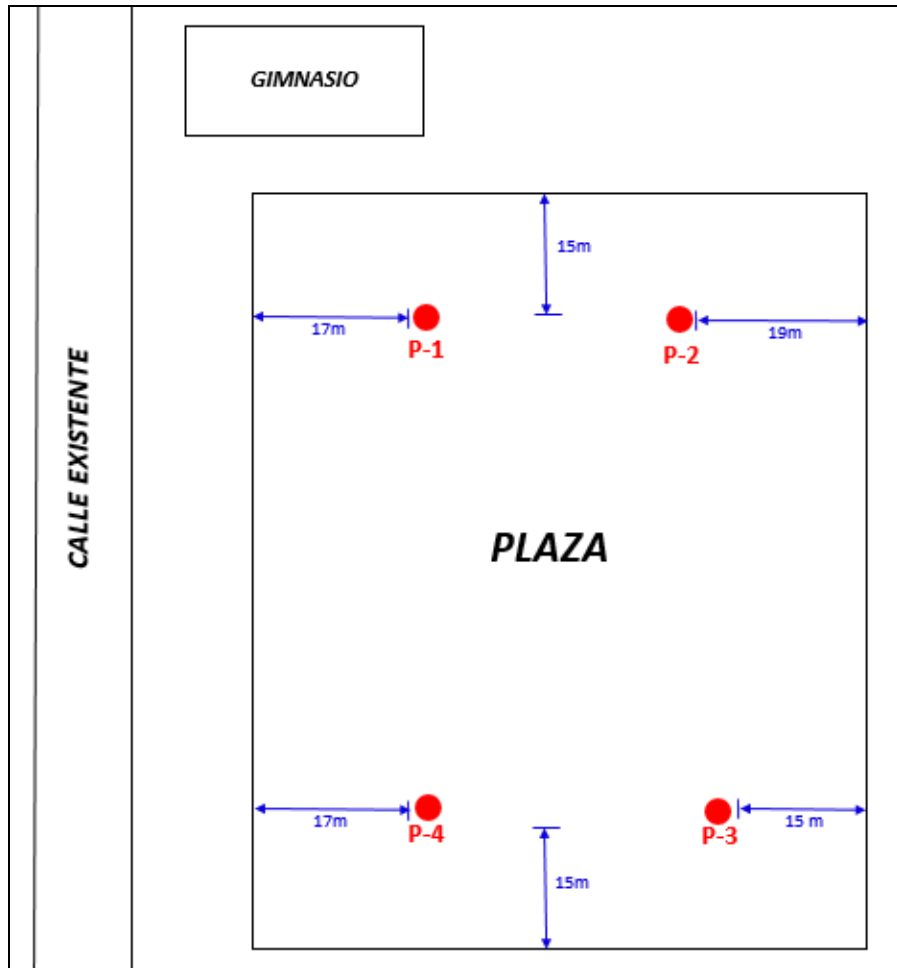 GIMNASIO
15m
17m
P-1
P-2
19m
CALLE EXISTENTE
PLAZA
17m
P-4
P-3
15 m
15m